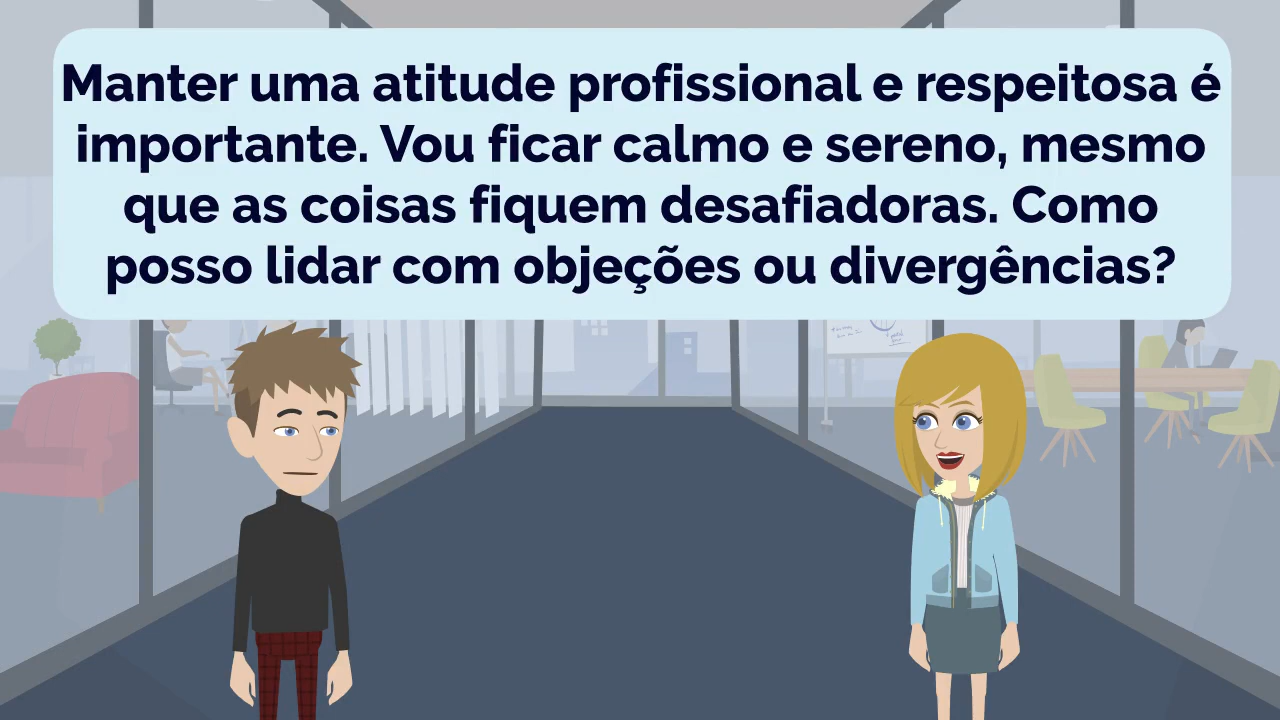 Manter uma atitude profissional e respeitosa é
importante. Vou ficar calmo e sereno, mesmo
que as coisas fiquem desafiadoras. Como
posso lidar com objeções ou divergências?